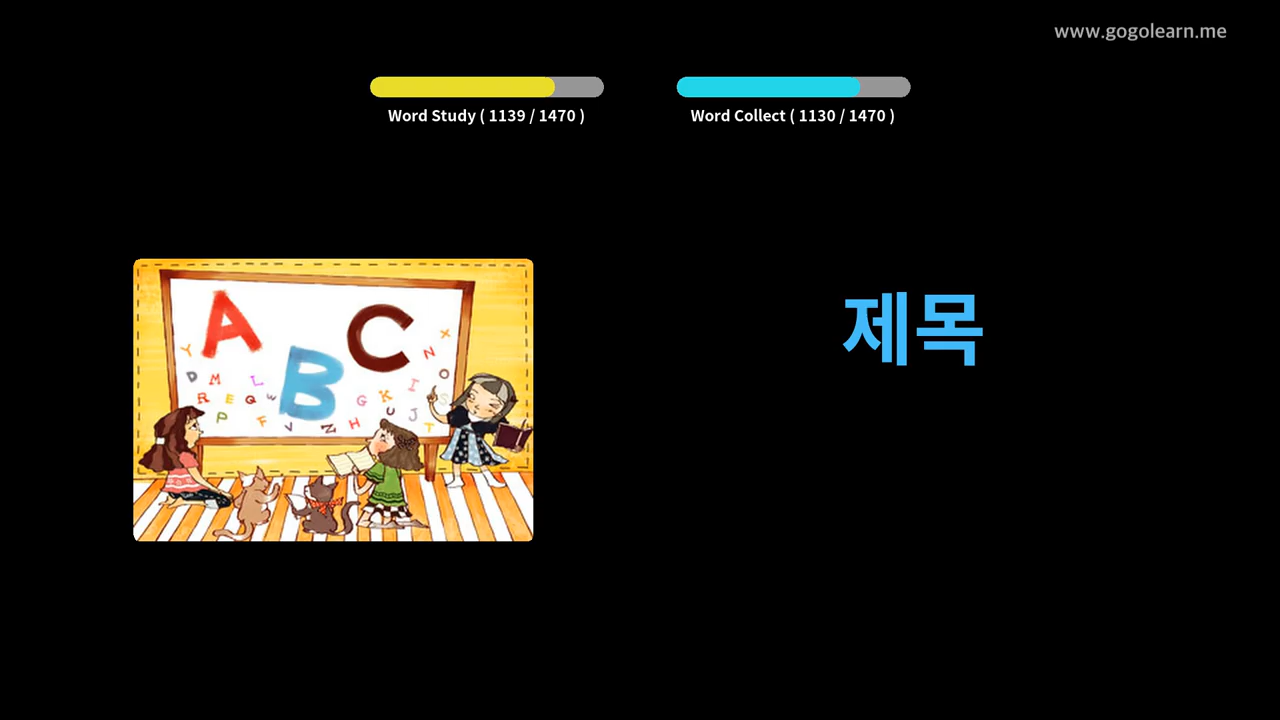 www.gogolearn.me
Word Study ( 1139 / 1470 )
Word Collect ( 1130 / 1470 )
제목
A
B
C
Y
X
N
D M L
O
R E Q W
G K I
S
P F V Z H U J T